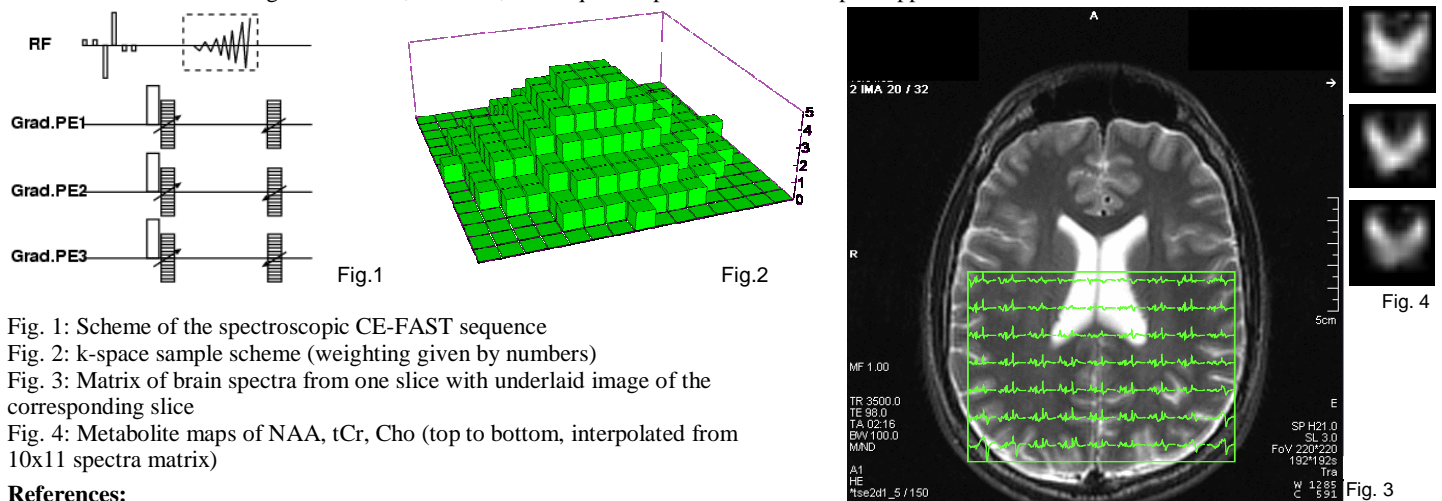 RF
Grad.PE1
Grad.PE2
Grad.PE3
Fig.1
5
4
3
2
1
0
Fig.2
A
2 IMA 20 / 32
R
MF 1.00
TR 3500.0
TE 98.0
TA 02:16
BW 100.0
M/ND
A1
HE
*tse2d1_5 / 150
5cm
E
SP H21.0
SL 3.0
FoV 220*220
192*192s
Tra
W 1285
C 591
Fig. 3
Fig. 4
Fig. 1: Scheme of the spectroscopic CE-FAST sequence
Fig. 2: k-space sample scheme (weighting given by numbers)
Fig. 3: Matrix of brain spectra from one slice with underlaid image of the
corresponding slice
Fig. 4: Metabolite maps of NAA, tCr, Cho (top to bottom, interpolated from
10x11 spectra matrix)
References: